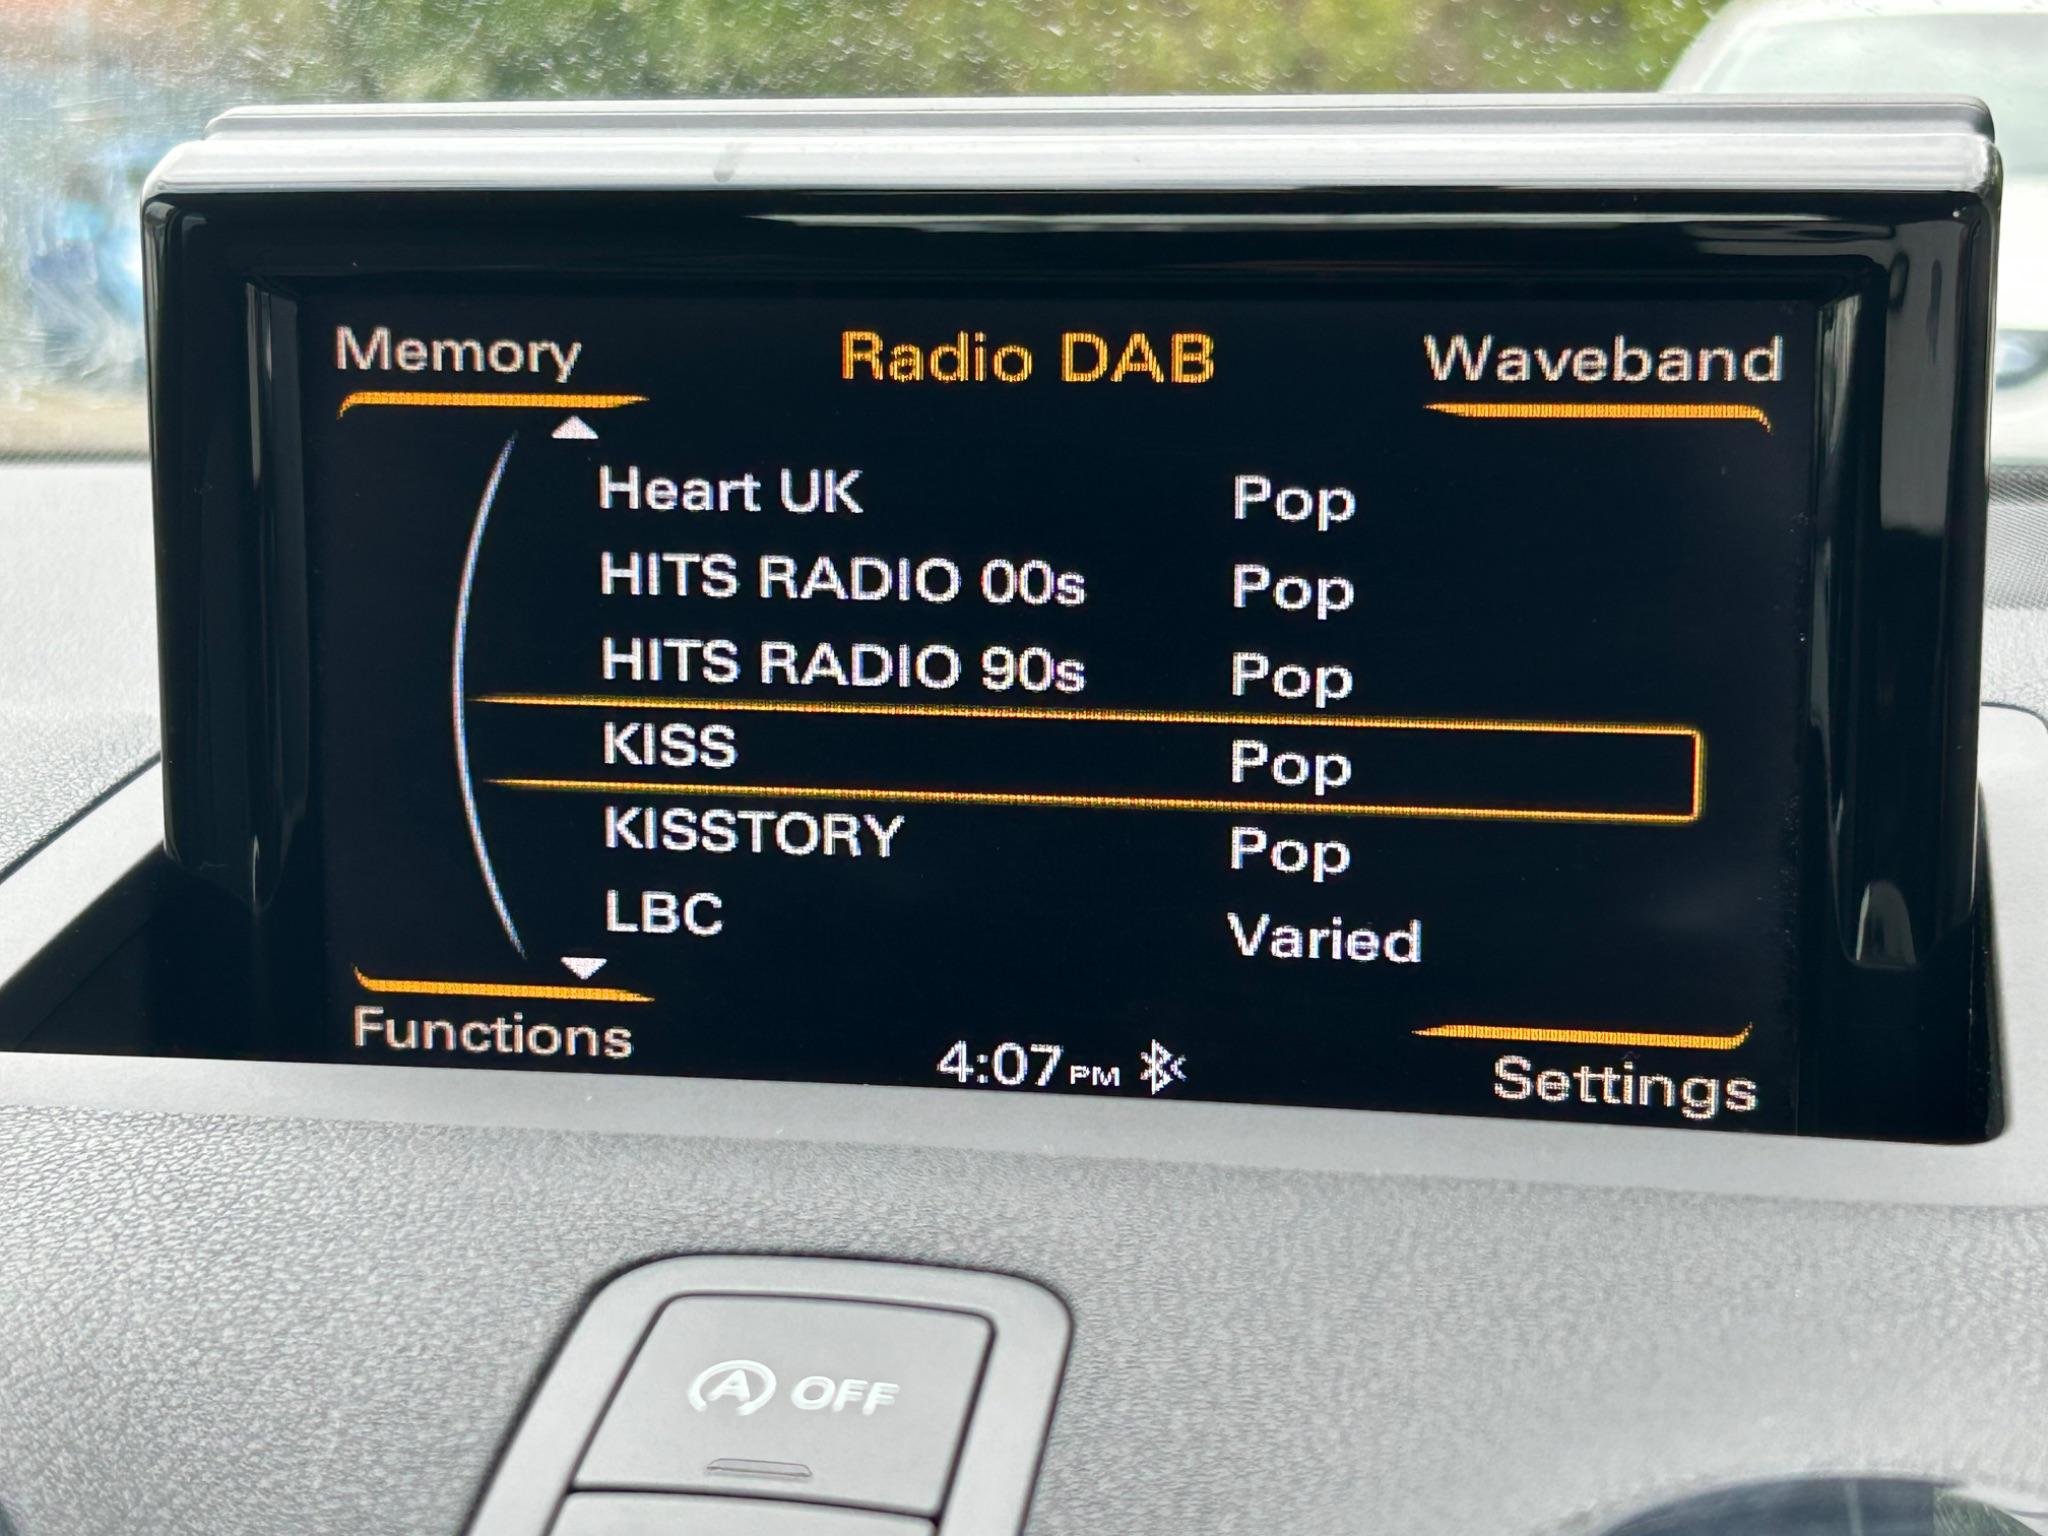 Memory Radio DAB Waveband
Heart UK Pop
HITS RADIO 00s Pop
HITS RADIO 90s Pop
KISS Pop
KISSTORY Pop
LBC Varied
Functions 4:07 PM Settings
A OFF